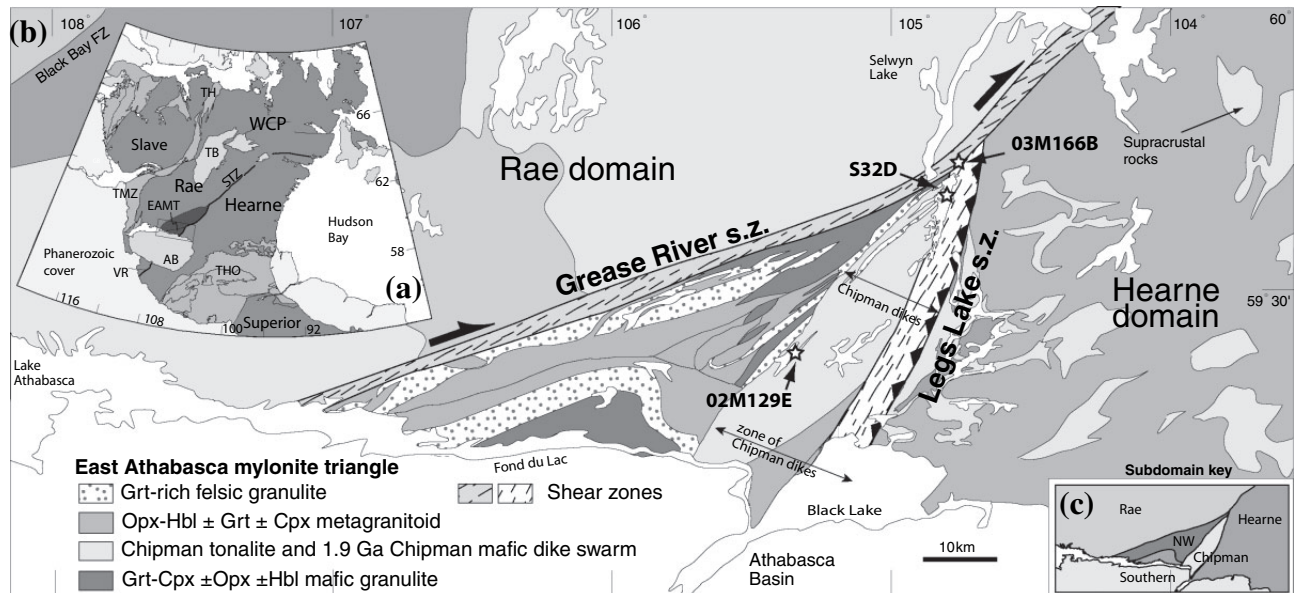 108°
107
106
105
104
60°
(b)
Black Bay FZ
Selwyn
Lake
TH
66
WCP
Slave
TB
Rae
STZ
62
TMZ
EAMT
Hearne
Hudson
Bay
Phanerozoic
cover
AB
58
VR
THO
(a)
116
108
100
Superior
92
Rae domain
03M166B
S32D
Supracrustal
rocks
Grease River s.z.
Chipman dikes
Legs Lake s.z.
Hearne
domain
59° 30'
Lake
Athabasca
02M129E
zone of
Chipman dikes
Fond du Lac
Black Lake
Athabasca
Basin
10km
East Athabasca mylonite triangle
Grt-rich felsic granulite
Shear zones
Opx-Hbl ± Grt ± Cpx metagranitoid
Chipman tonalite and 1.9 Ga Chipman mafic dike swarm
Grt-Cpx ±Opx ±Hbl mafic granulite
Subdomain key
(c)
Rae
Hearne
NW
Chipman
Southern